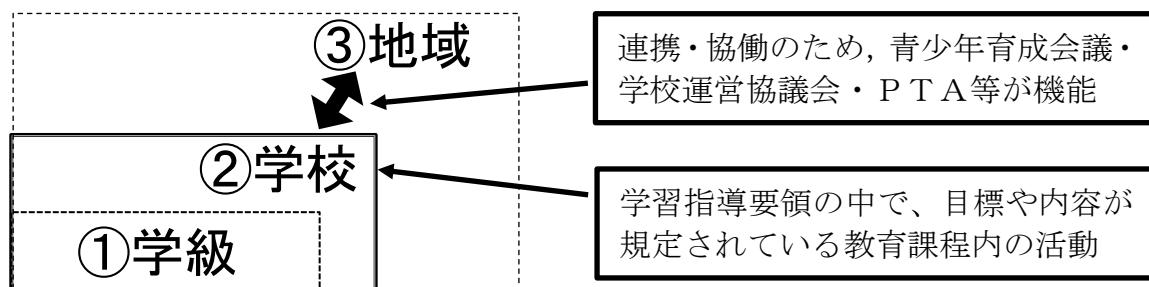 ③地域
連携・協働のため，青少年育成会議・
学校運営協議会・ＰＴＡ等が機能
②学校
学習指導要領の中で、目標や内容が
規定されている教育課程内の活動
①学級